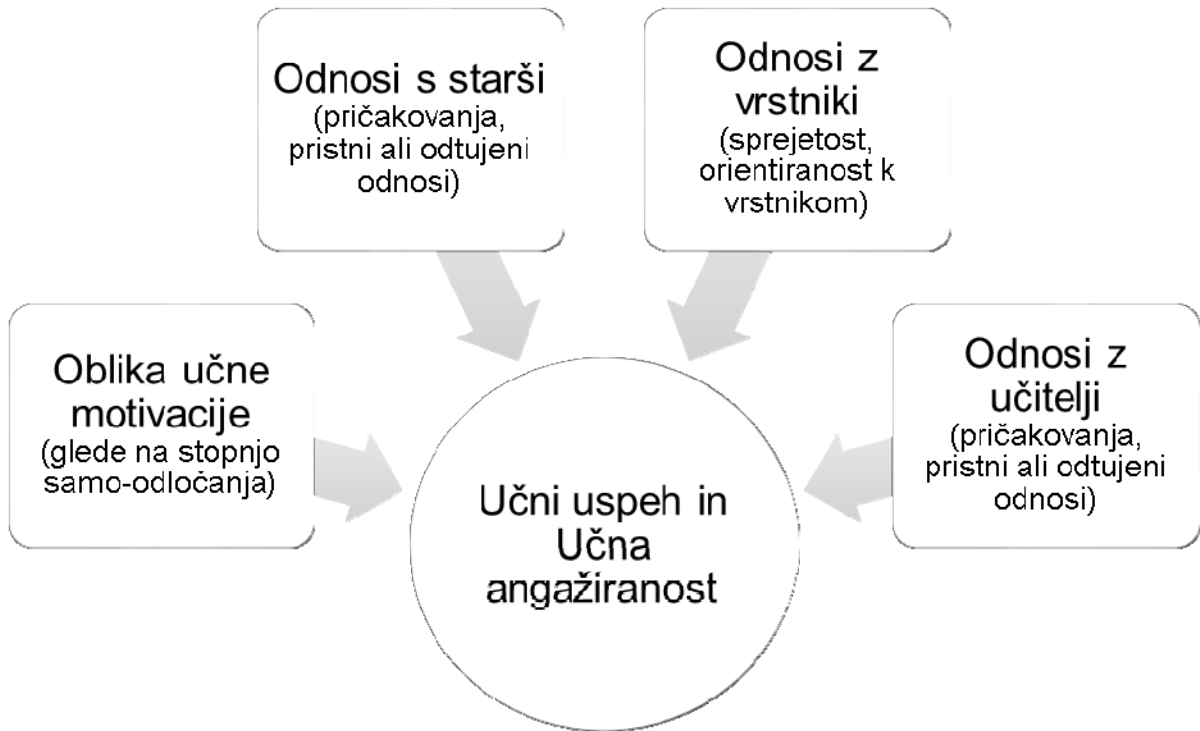 Odnosi s starši
(pričakovanja,
pristni ali odtujeni
odnosi)
Odnosi z
vrstniki
(sprejetost,
orientiranost k
vrstnikom)
Oblika učne
motivacije
(glede na stopnjo
samo-odločanja)
Odnosi z
učitelji
(pričakovanja,
pristni ali odtujeni
odnosi)
Učni uspeh in
Učna
angažiranost